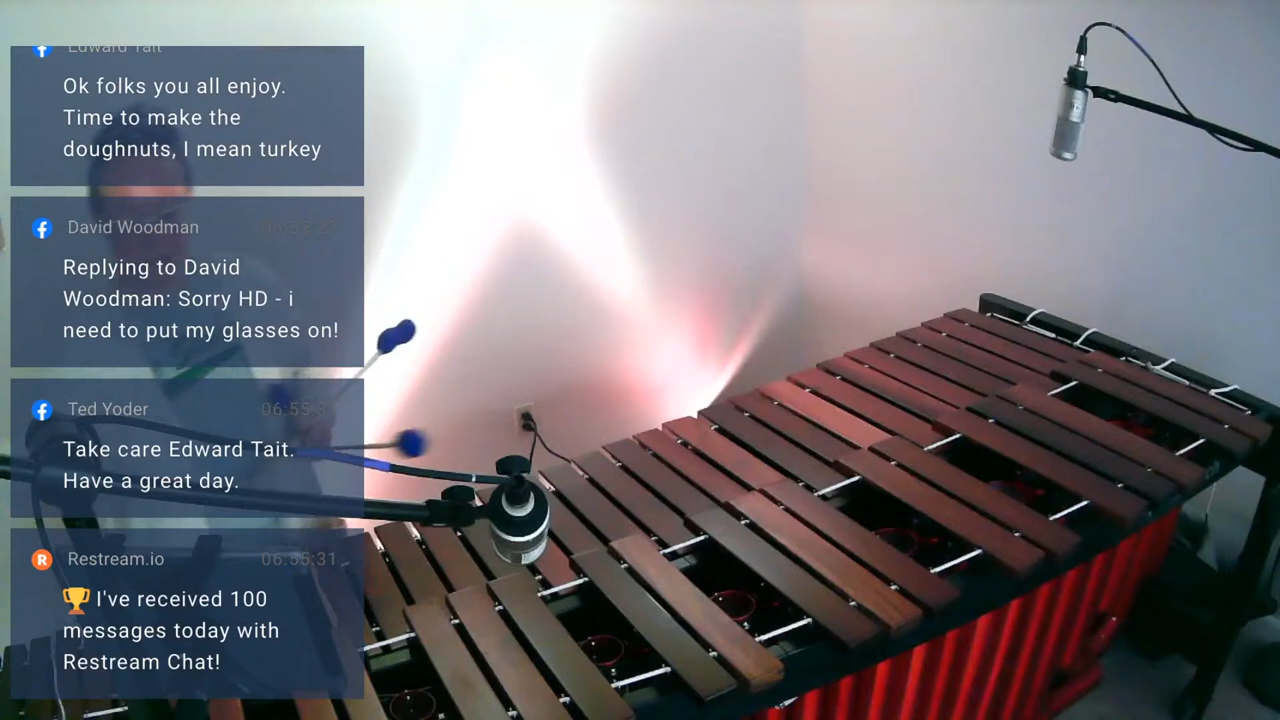 Edward Tait
Ok folks you all enjoy.
Time to make the
doughnuts, I mean turkey
David Woodman
Replying to David
Woodman: Sorry HD - i
need to put my glasses on!
Ted Yoder 06:55:31
Take care Edward Tait.
Have a great day.
Restream.io 06:55:31
🏆 I've received 100
messages today with
Restream Chat!